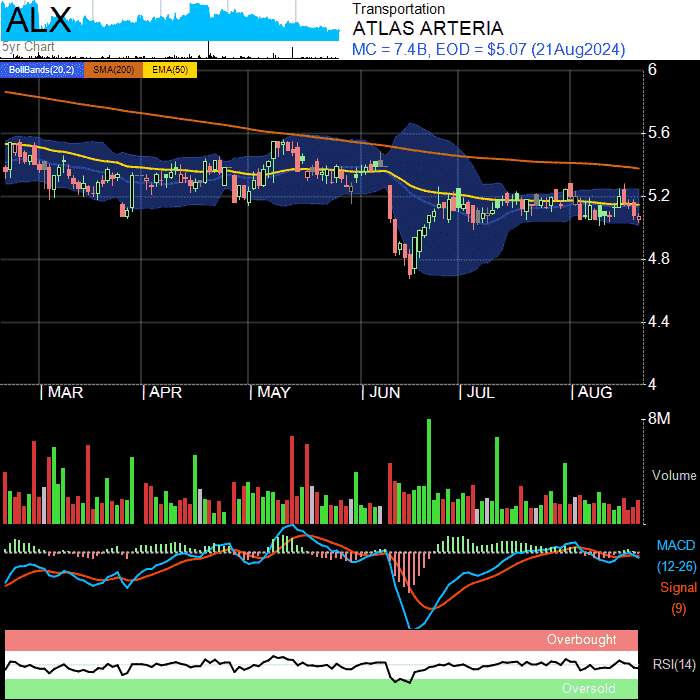 ALX
Transportation
ATLAS ARTERIA
MC = 7.4B, EOD = $5.07 (21Aug2024)
5yr Chart
BollBands(20,2) SMA(200) EMA(50)
6
5.6
5.2
4.8
4.4
4
MAR APR MAY JUN JUL AUG
8M
Volume
MACD
(12-26)
Signal
(9)
Overbought
RSI(14)
Oversold